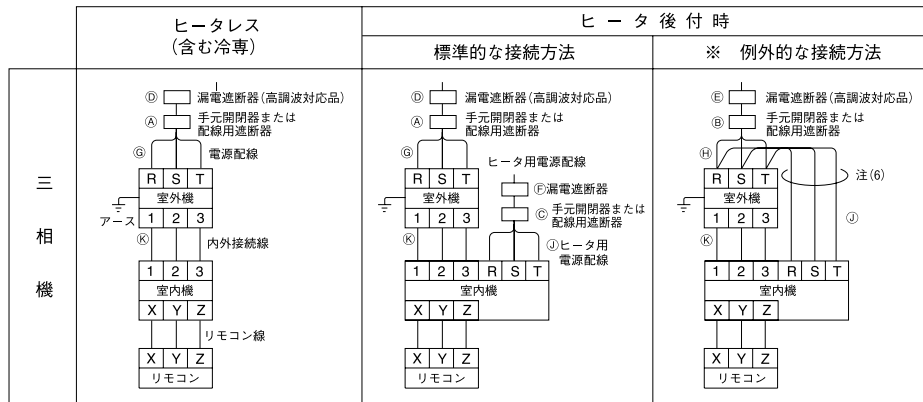 ヒータレス
(含む冷専)
ヒータ後付時
標準的な接続方法
※ 例外的な接続方法
三相機
Ⓓ 漏電遮断器(高調波対応品)
Ⓐ 手元開閉器または
配線用遮断器
Ⓖ 電源配線
R S T
室外機
アース
1 2 3
Ⓚ 内外接続線
1 2 3
室内機
X Y Z
リモコン線
X Y Z
リモコン
Ⓓ 漏電遮断器(高調波対応品)
Ⓐ 手元開閉器または
配線用遮断器
Ⓖ
ヒータ用電源配線
R S T
室外機
1 2 3
Ⓕ漏電遮断器
Ⓒ 手元開閉器または
配線用遮断器
Ⓚ
Ⓙヒータ用
電源配線
1 2 3 R S T
室内機
X Y Z
X Y Z
リモコン
Ⓔ 漏電遮断器(高調波対応品)
Ⓑ 手元開閉器または
配線用遮断器
Ⓗ
注(6)
R S T
室外機
1 2 3
Ⓙ
Ⓚ
1 2 3 R S T
室内機
X Y Z
X Y Z
リモコン